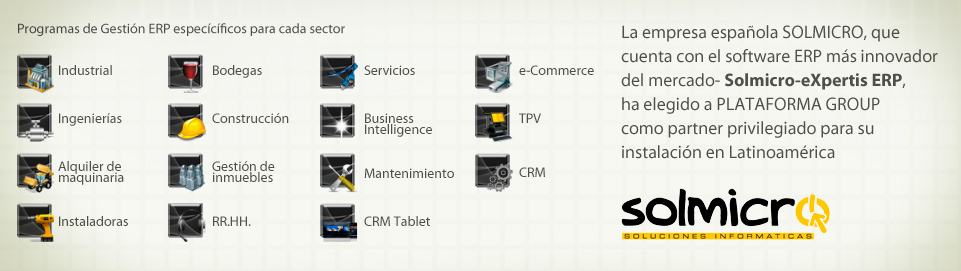 Programas de Gestión ERP especícíficos para cada sector
Industrial
Bodegas
Servicios
e-Commerce
Ingenierías
Construcción
Business
Intelligence
TPV
Alquiler de
maquinaria
Gestión de
inmuebles
Mantenimiento
CRM
Instaladoras
RR.HH.
CRM Tablet
La empresa española SOLMICRO, que
cuenta con el software ERP más innovador
del mercado- Solmicro-eXpertis ERP,
ha elegido a PLATAFORMA GROUP
como partner privilegiado para su
instalación en Latinoamérica
solmicro
SOLUCIONES INFORMATICAS